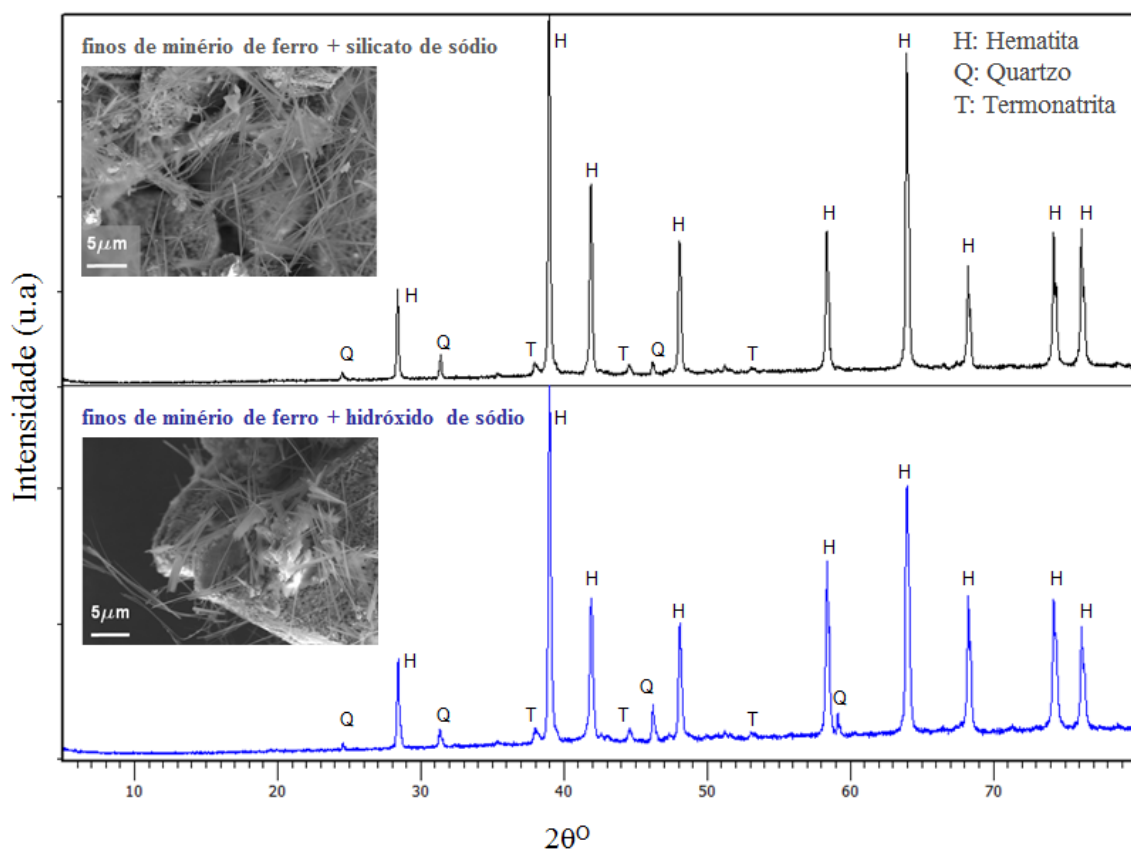 finos de minério de ferro + silicato de sódio
5μm
H: Hematita
Q: Quartzo
T: Termonatrita
H
H
H
H
H
H
H
H
H
Q
Q
T
T
Q
T
finos de minério de ferro + hidróxido de sódio
5μm
H
H
H
H
H
H
H
H
H
Q
Q
T
T
Q
T
Q
Intensidade (u.a)
10 20 30 40 50 60 70
2θᴼ